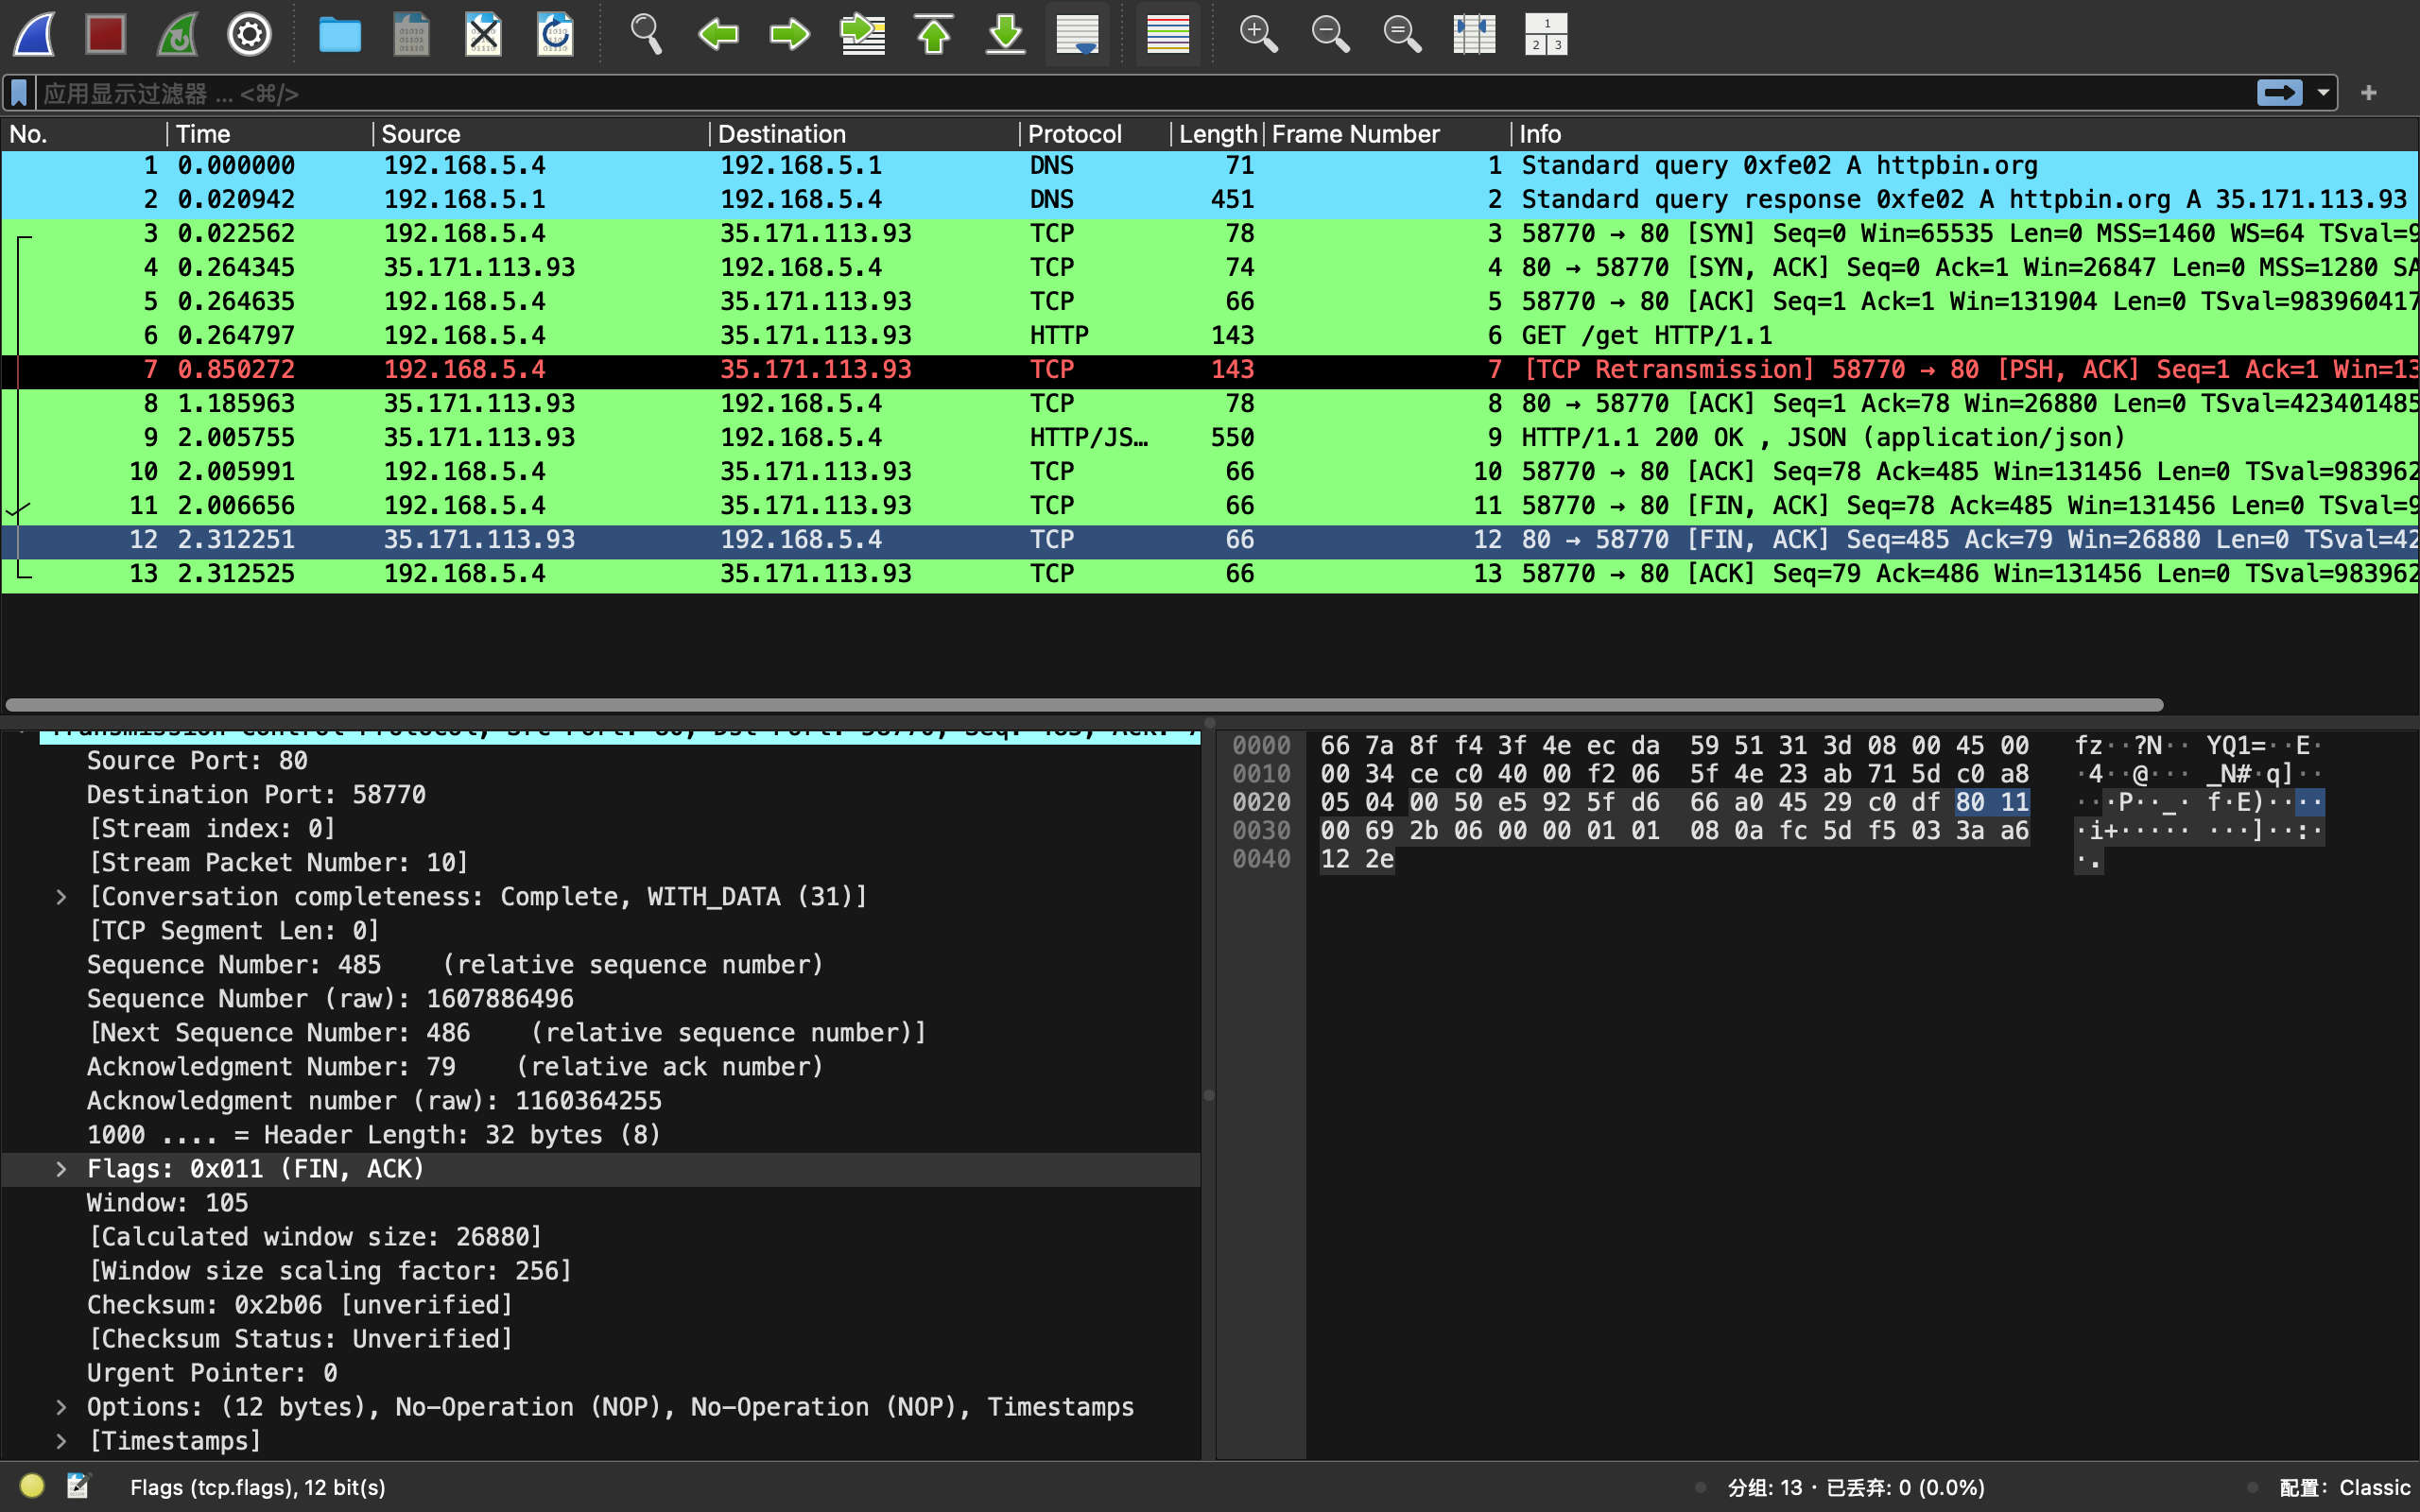 应用显示过滤器 … <⌘/>
No. Time Source Destination Protocol Length Frame Number Info
1 0.000000 192.168.5.4 192.168.5.1 DNS 71 1 Standard query 0xfe02 A httpbin.org
2 0.020942 192.168.5.1 192.168.5.4 DNS 451 2 Standard query response 0xfe02 A httpbin.org A 35.171.113.93
3 0.022562 192.168.5.4 35.171.113.93 TCP 78 3 58770 → 80 [SYN] Seq=0 Win=65535 Len=0 MSS=1460 WS=64 TSval=9
4 0.264345 35.171.113.93 192.168.5.4 TCP 74 4 80 → 58770 [SYN, ACK] Seq=0 Ack=1 Win=26847 Len=0 MSS=1280 SA
5 0.264635 192.168.5.4 35.171.113.93 TCP 66 5 58770 → 80 [ACK] Seq=1 Ack=1 Win=131904 Len=0 TSval=983960417
6 0.264797 192.168.5.4 35.171.113.93 HTTP 143 6 GET /get HTTP/1.1
7 0.850272 192.168.5.4 35.171.113.93 TCP 143 7 [TCP Retransmission] 58770 → 80 [PSH, ACK] Seq=1 Ack=1 Win=13
8 1.185963 35.171.113.93 192.168.5.4 TCP 78 8 80 → 58770 [ACK] Seq=1 Ack=78 Win=26880 Len=0 TSval=423401485
9 2.005755 35.171.113.93 192.168.5.4 HTTP/JS… 550 9 HTTP/1.1 200 OK , JSON (application/json)
10 2.005991 192.168.5.4 35.171.113.93 TCP 66 10 58770 → 80 [ACK] Seq=78 Ack=485 Win=131456 Len=0 TSval=983962
11 2.006656 192.168.5.4 35.171.113.93 TCP 66 11 58770 → 80 [FIN, ACK] Seq=78 Ack=485 Win=131456 Len=0 TSval=9
12 2.312251 35.171.113.93 192.168.5.4 TCP 66 12 80 → 58770 [FIN, ACK] Seq=485 Ack=79 Win=26880 Len=0 TSval=42
13 2.312525 192.168.5.4 35.171.113.93 TCP 66 13 58770 → 80 [ACK] Seq=79 Ack=486 Win=131456 Len=0 TSval=983962
Transmission Control Protocol, Src Port: 80, Dst Port: 58770, Seq: 485, Ack: 7
Source Port: 80
Destination Port: 58770
[Stream index: 0]
[Stream Packet Number: 10]
[Conversation completeness: Complete, WITH_DATA (31)]
[TCP Segment Len: 0]
Sequence Number: 485 (relative sequence number)
Sequence Number (raw): 1607886496
[Next Sequence Number: 486 (relative sequence number)]
Acknowledgment Number: 79 (relative ack number)
Acknowledgment number (raw): 1160364255
1000 .... = Header Length: 32 bytes (8)
Flags: 0x011 (FIN, ACK)
Window: 105
[Calculated window size: 26880]
[Window size scaling factor: 256]
Checksum: 0x2b06 [unverified]
[Checksum Status: Unverified]
Urgent Pointer: 0
Options: (12 bytes), No-Operation (NOP), No-Operation (NOP), Timestamps
[Timestamps]
0000 66 7a 8f f4 3f 4e ec da 59 51 31 3d 08 00 45 00 fz··?N·· YQ1=··E·
0010 00 34 ce c0 40 00 f2 06 5f 4e 23 ab 71 5d c0 a8 ·4··@··· _N#·q]··
0020 05 04 00 50 e5 92 5f d6 66 a0 45 29 c0 df 80 11 ···P··_· f·E)····
0030 00 69 2b 06 00 00 01 01 08 0a fc 5d f5 03 3a a6 ·i+····· ···]··:·
0040 12 2e ·.
Flags (tcp.flags), 12 bit(s)
分组: 13 · 已丢弃: 0 (0.0%)
配置: Classic